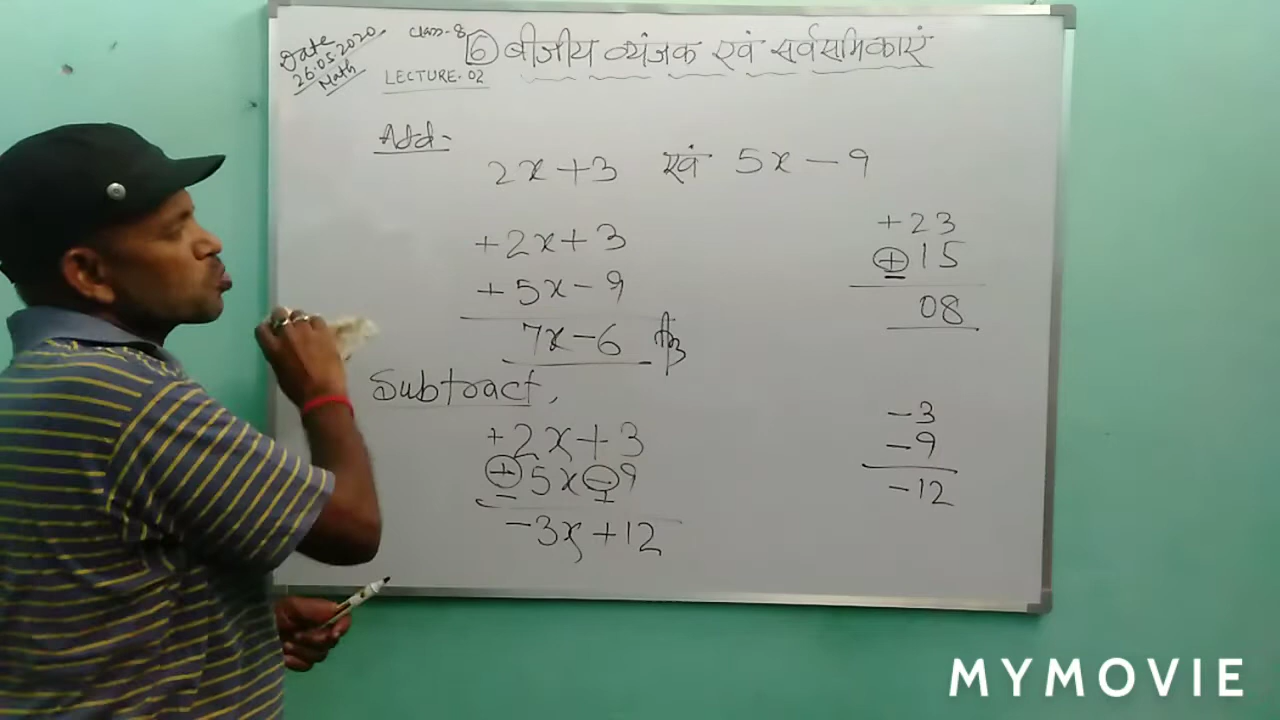 Date
26.05.2020
Math
Class-8
⑥ बीजीय व्यंजक एवं सर्वसमिकाएं
LECTURE-02
Add-
2x+3 एवं 5x-9
+2x+3
+5x-9
7x-6 Ans
+23
⊕15
-
08
Subtract,
+2x+3
⊕5x⊖9
- +
-3x+12
-3
-9
-12
MYMOVIE